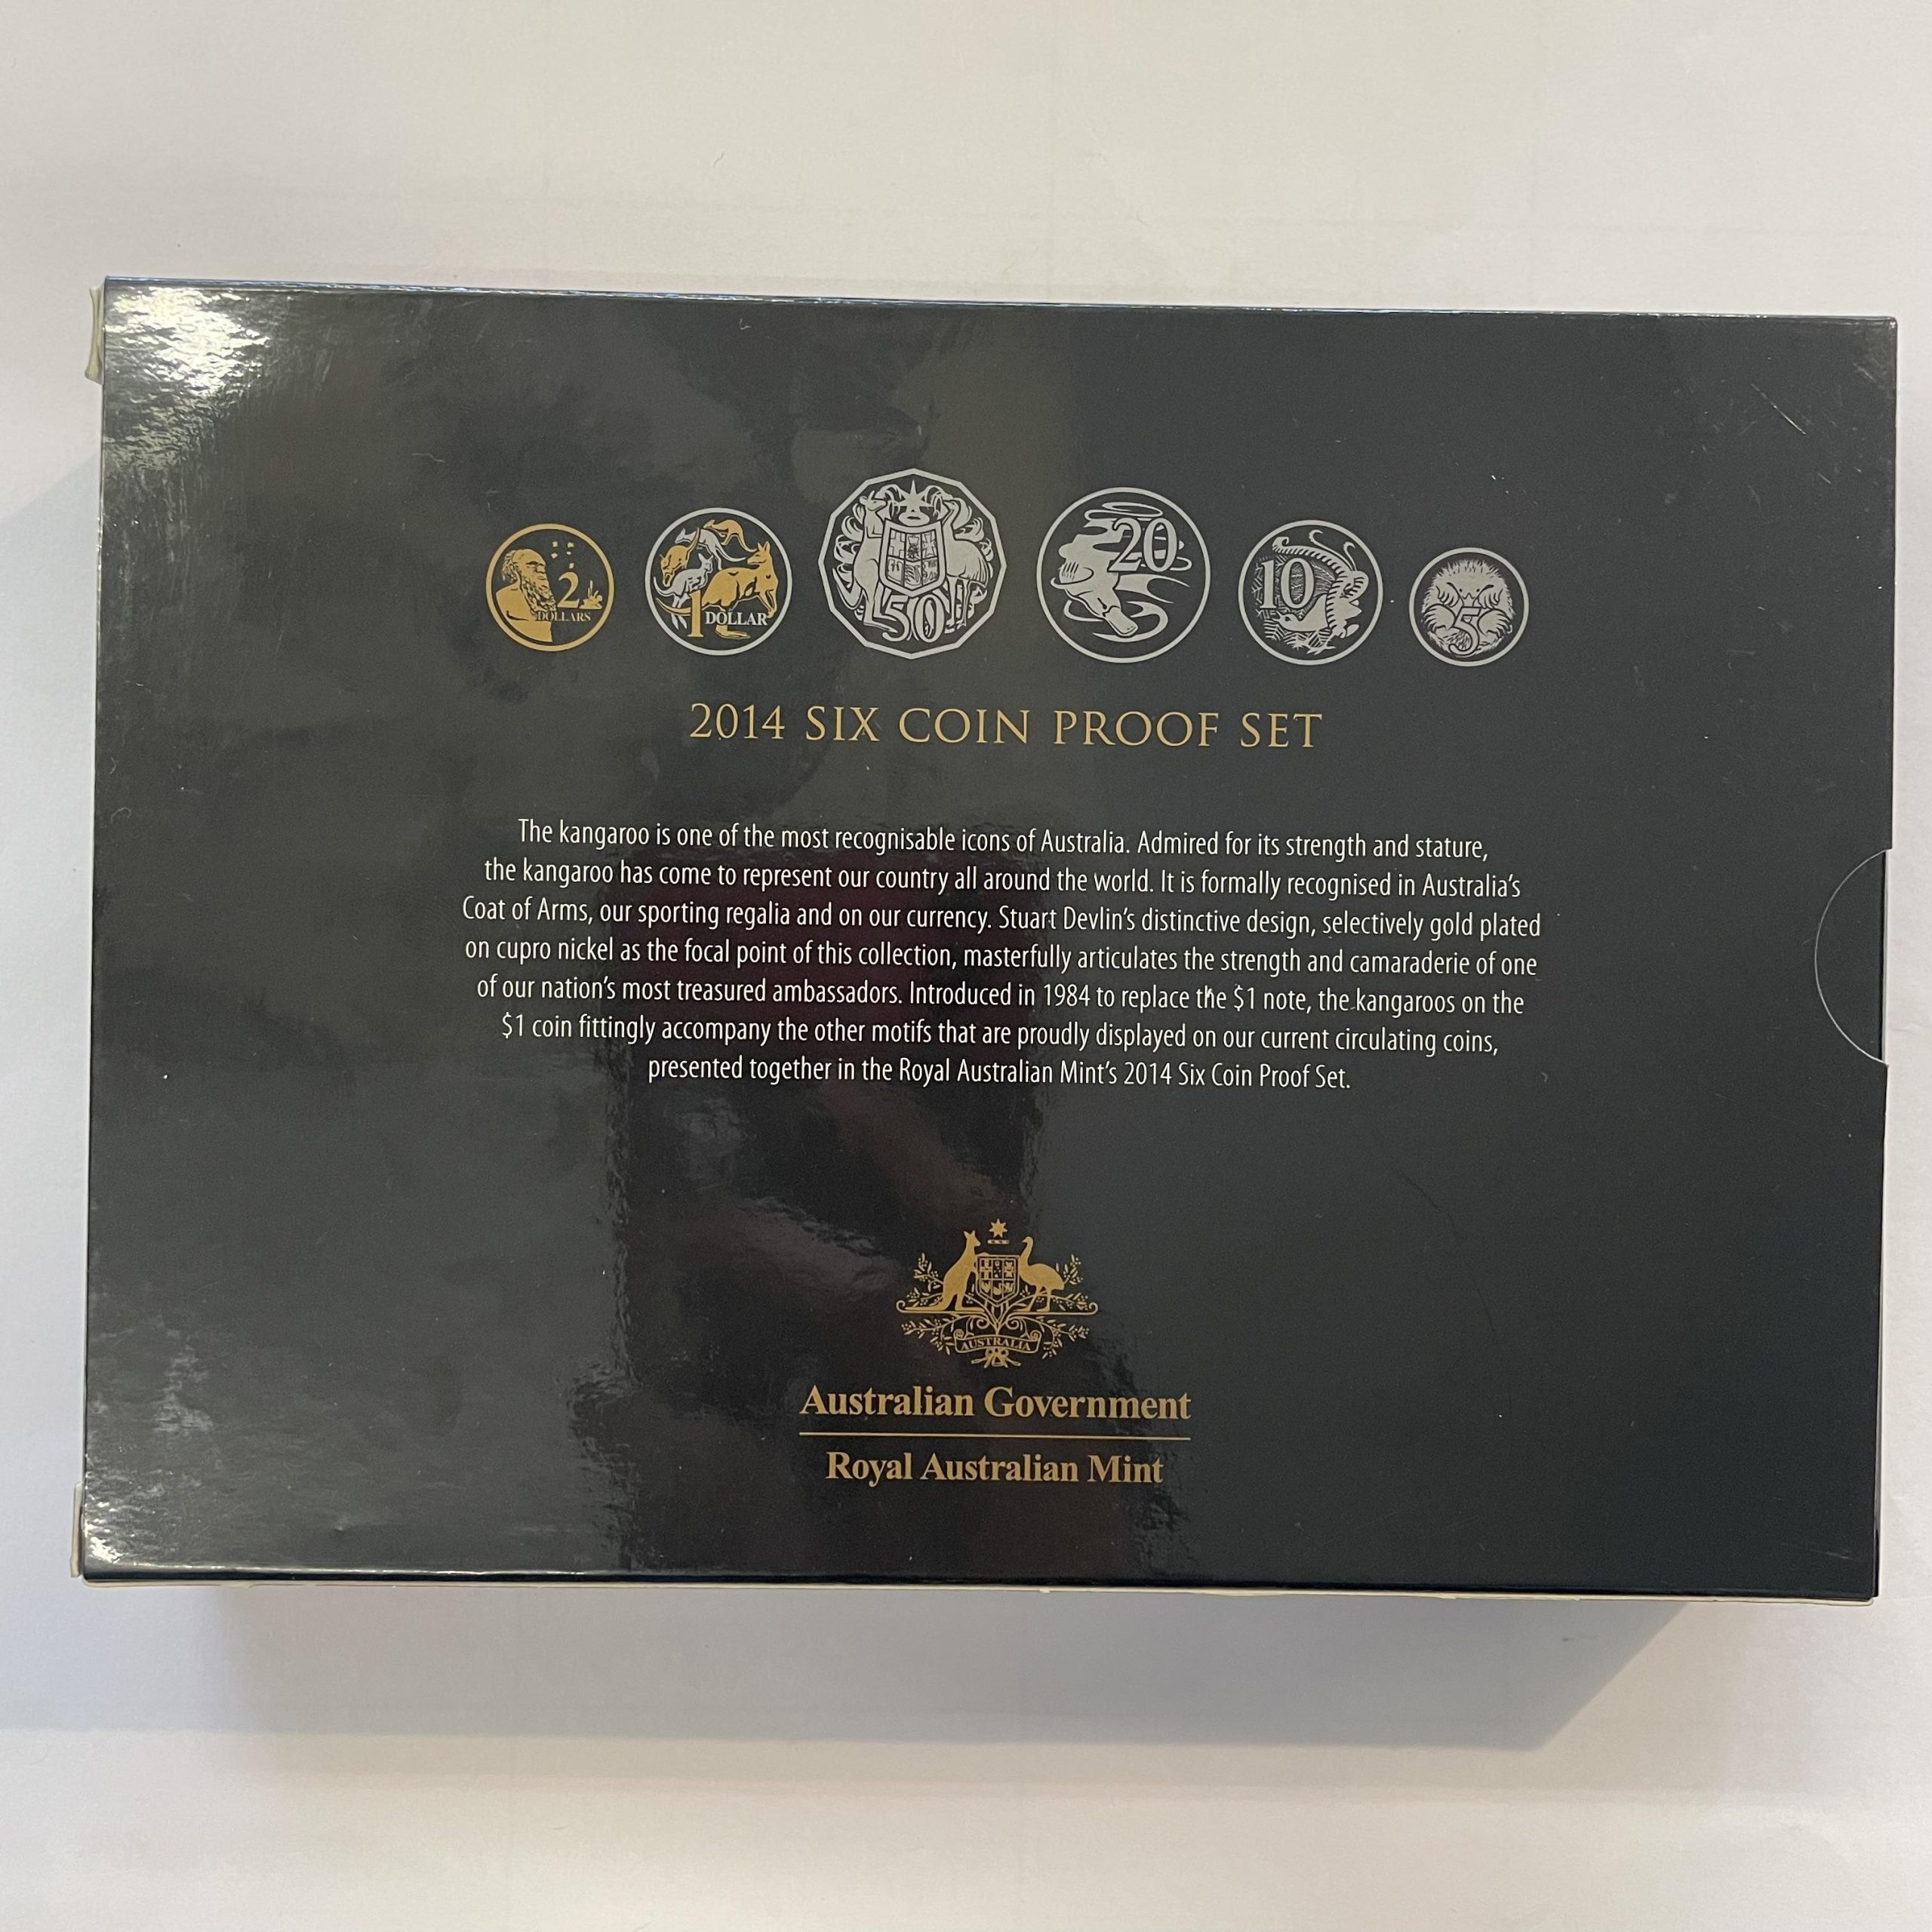 2 DOLLARS
1 DOLLAR
50
20
10
5
2014 SIX COIN PROOF SET
The kangaroo is one of the most recognisable icons of Australia. Admired for its strength and stature,
the kangaroo has come to represent our country all around the world. It is formally recognised in Australia's
Coat of Arms, our sporting regalia and on our currency. Stuart Devlin's distinctive design, selectively gold plated
on cupro nickel as the focal point of this collection, masterfully articulates the strength and camaraderie of one
of our nation's most treasured ambassadors. Introduced in 1984 to replace the $1 note, the kangaroos on the
$1 coin fittingly accompany the other motifs that are proudly displayed on our current circulating coins,
presented together in the Royal Australian Mint's 2014 Six Coin Proof Set.
AUSTRALIA
Australian Government
Royal Australian Mint